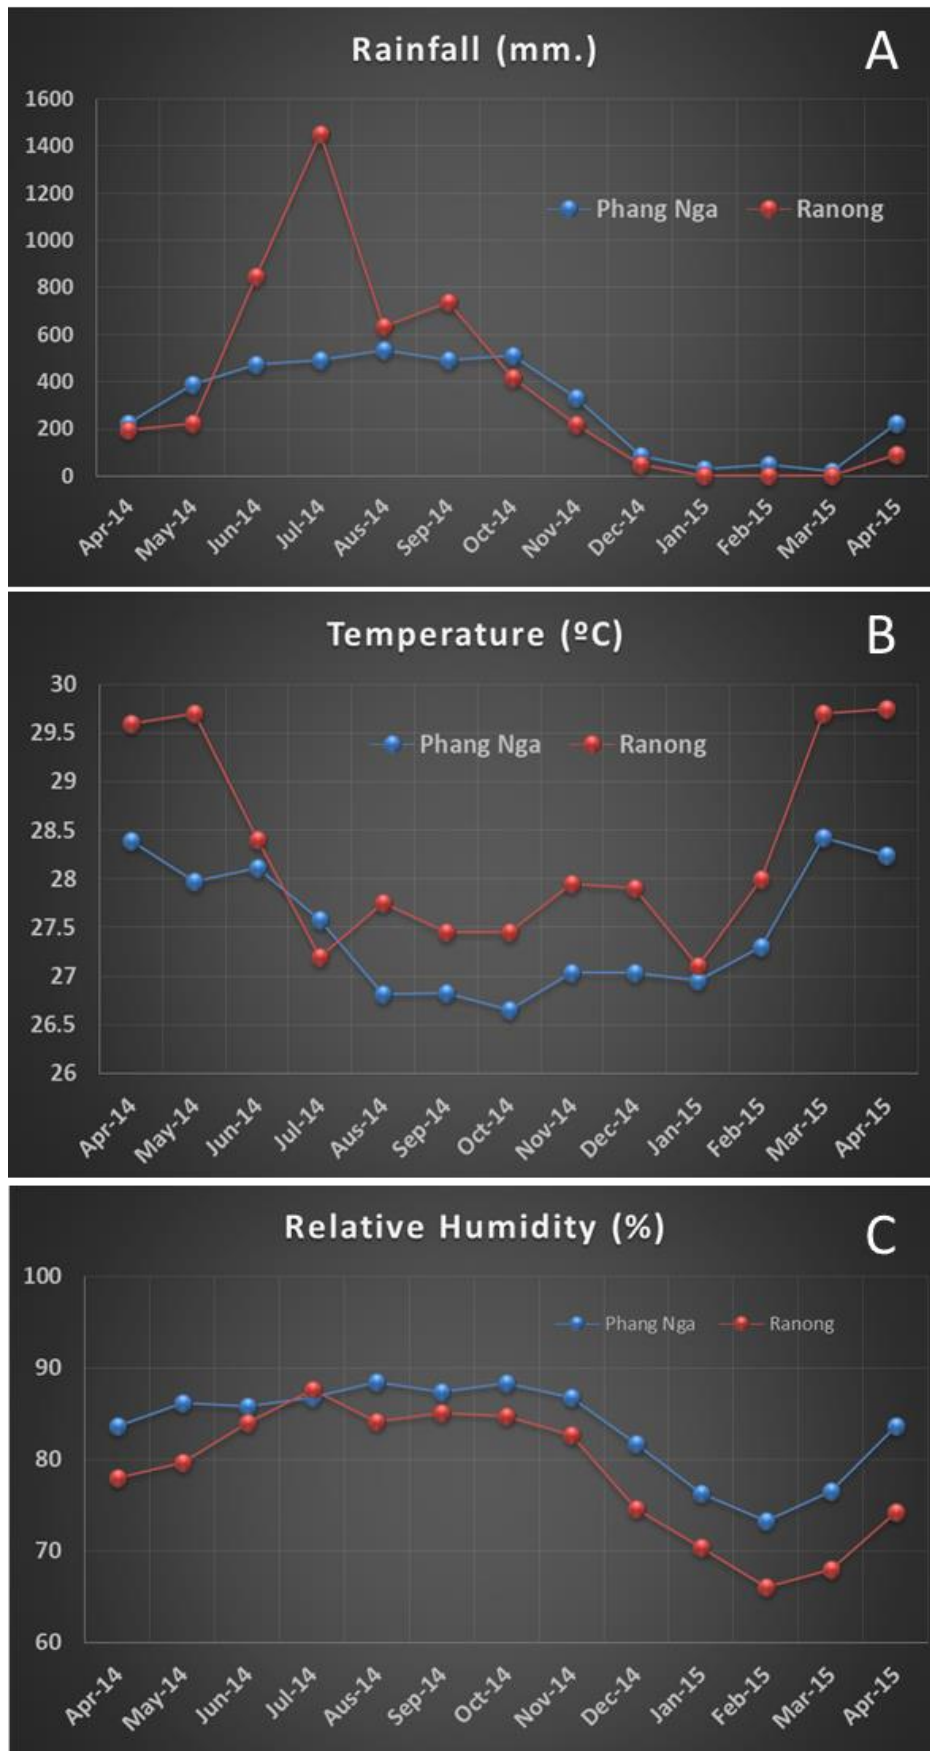 Rainfall (mm.)
A
1600
1400
1200
1000
800
600
400
200
0
Phang Nga Ranong
Apr-14 May-14 Jun-14 Jul-14 Aus-14 Sep-14 Oct-14 Nov-14 Dec-14 Jan-15 Feb-15 Mar-15 Apr-15
Temperature (ºC)
B
30
29.5
29
28.5
28
27.5
27
26.5
26
Phang Nga Ranong
Apr-14 May-14 Jun-14 Jul-14 Aus-14 Sep-14 Oct-14 Nov-14 Dec-14 Jan-15 Feb-15 Mar-15 Apr-15
Relative Humidity (%)
C
100
90
80
70
60
Phang Nga Ranong
Apr-14 May-14 Jun-14 Jul-14 Aus-14 Sep-14 Oct-14 Nov-14 Dec-14 Jan-15 Feb-15 Mar-15 Apr-15